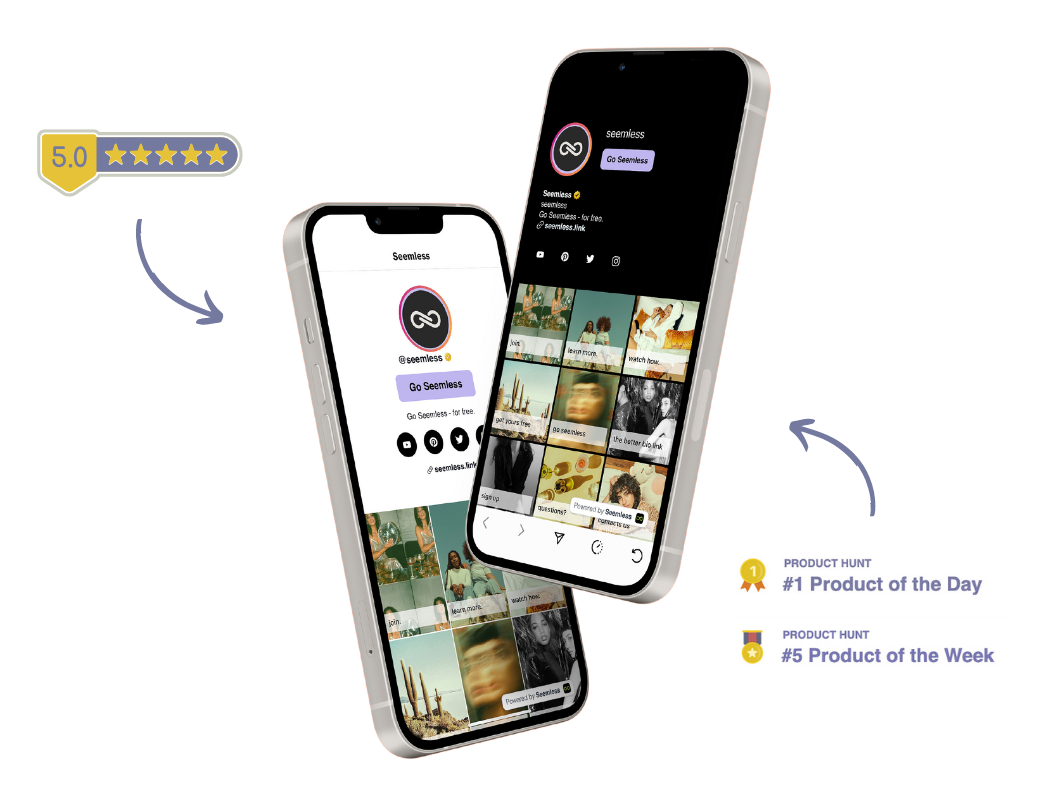 5.0
Seemless
@seemless
Go Seemless
Go Seemless - for free.
seemless.link
join.
learn more.
watch how.
Powered by Seemless
seemless
Go Seemless
Seemless
seemless
Go Seemless - for free.
seemless.link
join.
learn more.
watch how.
get yours free
go seemless
the better bio link
sign up
questions?
contacts us
Powered by Seemless
PRODUCT HUNT
#1 Product of the Day
1
PRODUCT HUNT
#5 Product of the Week